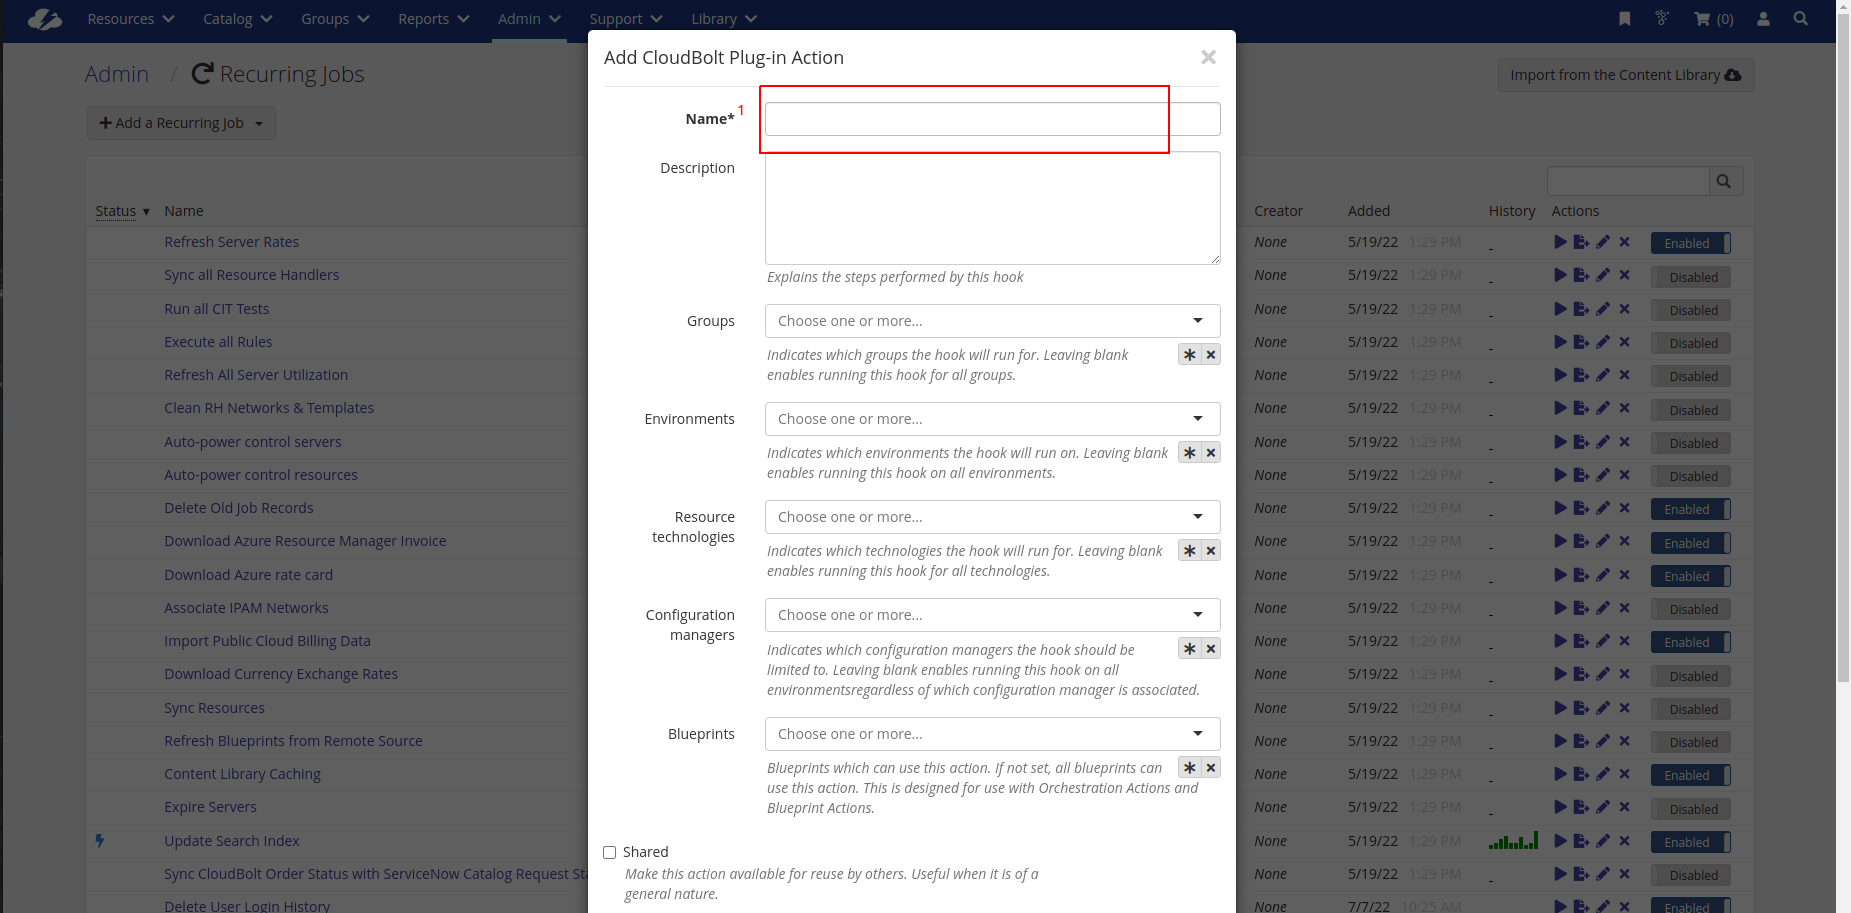 Resources Catalog Groups Reports Admin Support Library (0)
Add CloudBolt Plug-in Action ×
Admin / Recurring Jobs
Import from the Content Library
+ Add a Recurring Job
Name* 1
Description
Explains the steps performed by this hook
Groups Choose one or more...
Indicates which groups the hook will run for. Leaving blank
enables running this hook for all groups.
Environments Choose one or more...
Indicates which environments the hook will run on. Leaving blank
enables running this hook on all environments.
Resource
technologies
Choose one or more...
Indicates which technologies the hook will run for. Leaving blank
enables running this hook for all technologies.
Configuration
managers
Choose one or more...
Indicates which configuration managers the hook should be
limited to. Leaving blank enables running this hook on all
environmentsregardless of which configuration manager is associated.
Blueprints Choose one or more...
Blueprints which can use this action. If not set, all blueprints can
use this action. This is designed for use with Orchestration Actions and
Blueprint Actions.
Shared
Make this action available for reuse by others. Useful when it is of a
general nature.
Status ▼ Name Creator Added History Actions
Refresh Server Rates None 5/19/22 1:29 PM - Enabled
Sync all Resource Handlers None 5/19/22 1:29 PM - Disabled
Run all CIT Tests None 5/19/22 1:29 PM - Disabled
Execute all Rules None 5/19/22 1:29 PM - Disabled
Refresh All Server Utilization None 5/19/22 1:29 PM - Disabled
Clean RH Networks & Templates None 5/19/22 1:29 PM - Disabled
Auto-power control servers None 5/19/22 1:29 PM - Disabled
Auto-power control resources None 5/19/22 1:29 PM - Disabled
Delete Old Job Records None 5/19/22 1:29 PM - Enabled
Download Azure Resource Manager Invoice None 5/19/22 1:29 PM - Enabled
Download Azure rate card None 5/19/22 1:29 PM - Enabled
Associate IPAM Networks None 5/19/22 1:29 PM - Disabled
Import Public Cloud Billing Data None 5/19/22 1:29 PM - Enabled
Download Currency Exchange Rates None 5/19/22 1:29 PM - Disabled
Sync Resources None 5/19/22 1:29 PM - Disabled
Refresh Blueprints from Remote Source None 5/19/22 1:29 PM - Disabled
Content Library Caching None 5/19/22 1:29 PM - Enabled
Expire Servers None 5/19/22 1:29 PM - Disabled
Update Search Index None 5/19/22 1:29 PM Enabled
Sync CloudBolt Order Status with ServiceNow Catalog Request Sta None 5/19/22 1:29 PM - Disabled
Delete User Login History None 7/7/22 10:25 AM Enabled